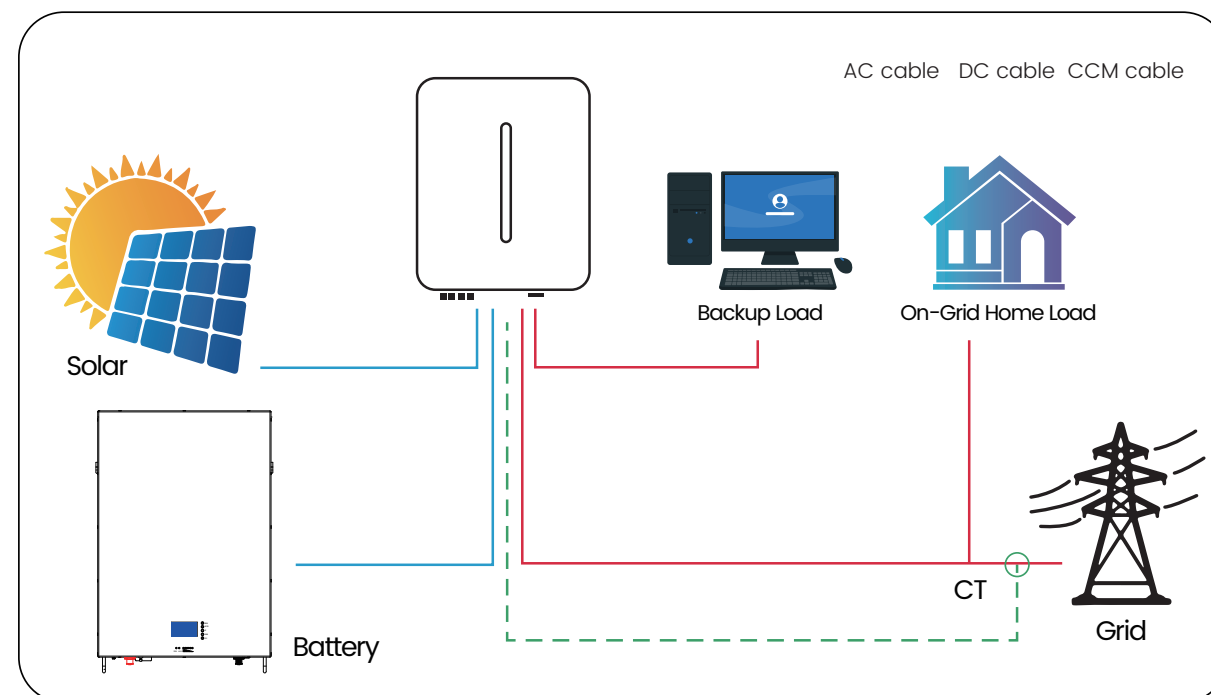 AC cable DC cable CCM cable
Backup Load
On-Grid Home Load
Solar
CT
Battery
Grid